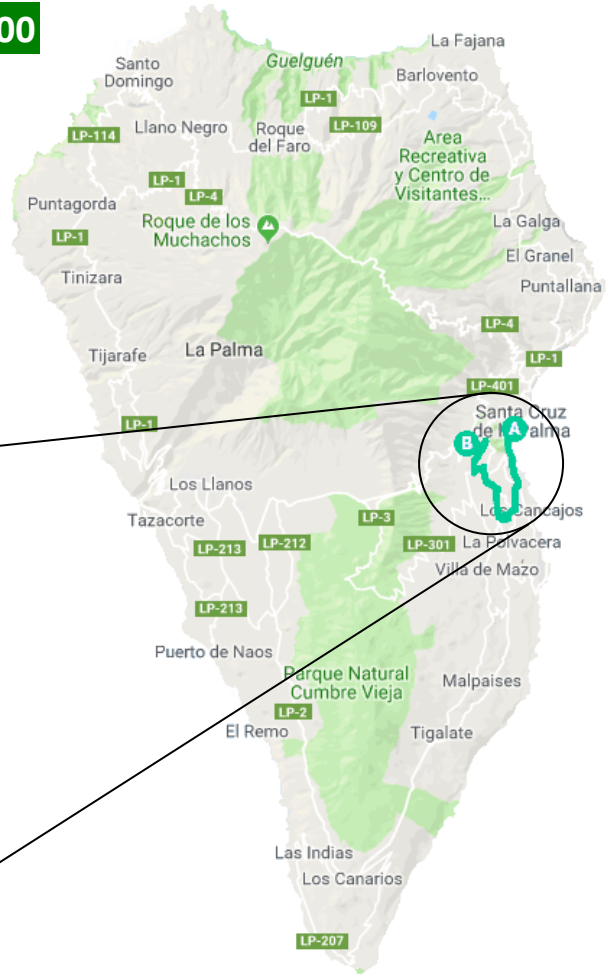 00
La Fajana
Santo
Domingo
Guelguén
Barlovento
LP-1
LP-114
Llano Negro
Roque
del Faro
LP-109
Area
Recreativa
y Centro de
Visitantes...
LP-1
LP-4
Puntagorda
Roque de los
Muchachos
La Galga
LP-1
El Granel
Tinizara
Puntallana
LP-4
Tijarafe
La Palma
LP-1
LP-401
Santa Cruz
de
alma
A
B
LP-1
Los Llanos
Los Cancajos
Tazacorte
LP-3
LP-213
LP-212
LP-301
La Polvacera
Villa de Mazo
LP-213
Puerto de Naos
Parque Natural
Cumbre Vieja
Malpaises
LP-2
El Remo
Tigalate
Las Indias
Los Canarios
LP-207